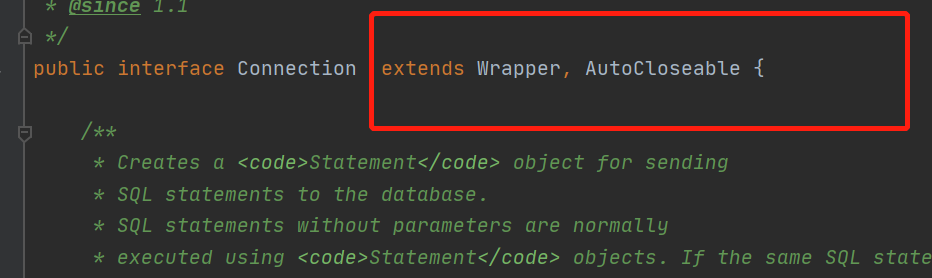 * @since 1.1
*/
public interface Connection  extends Wrapper, AutoCloseable {
/**
* Creates a <code>Statement</code> object for sending
* SQL statements to the database.
* SQL statements without parameters are normally
* executed using <code>Statement</code> objects. If the same SQL state